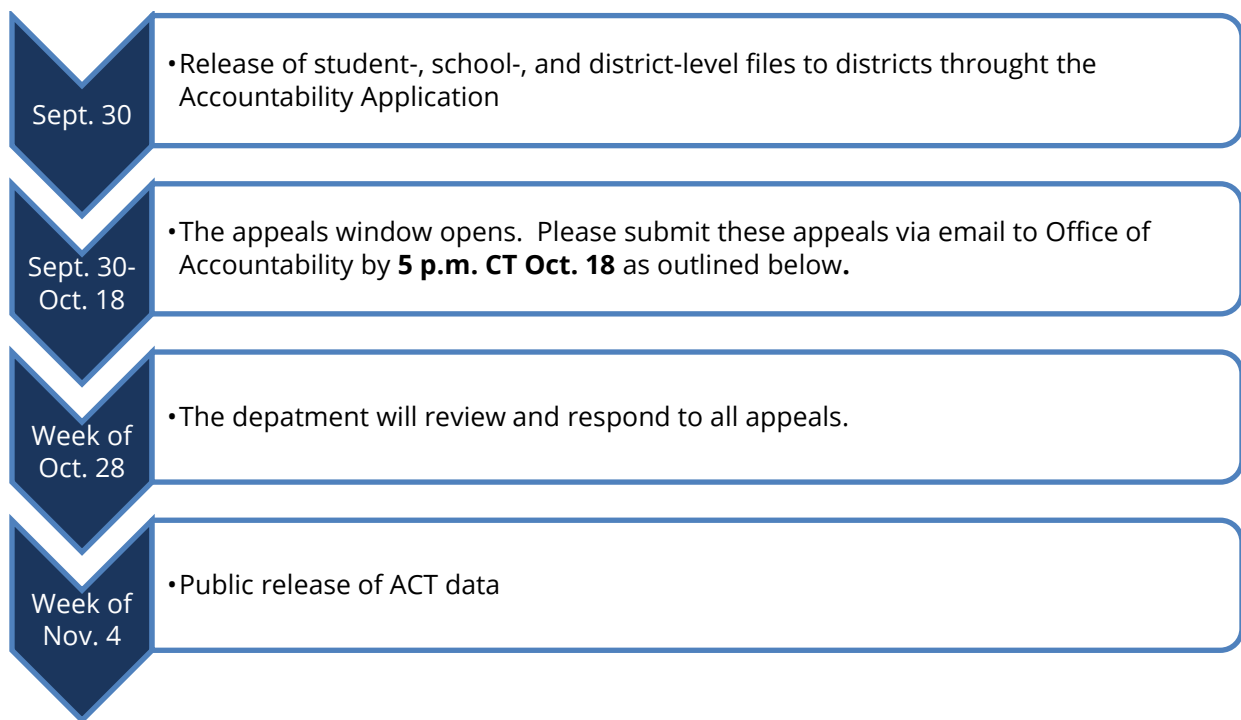 Sept. 30
•Release of student-, school-, and district-level files to districts throught the
Accountability Application
Sept. 30-
Oct. 18
•The appeals window opens.  Please submit these appeals via email to Office of
Accountability by 5 p.m. CT Oct. 18 as outlined below.
Week of
Oct. 28
•The depatment will review and respond to all appeals.
Week of
Nov. 4
•Public release of ACT data